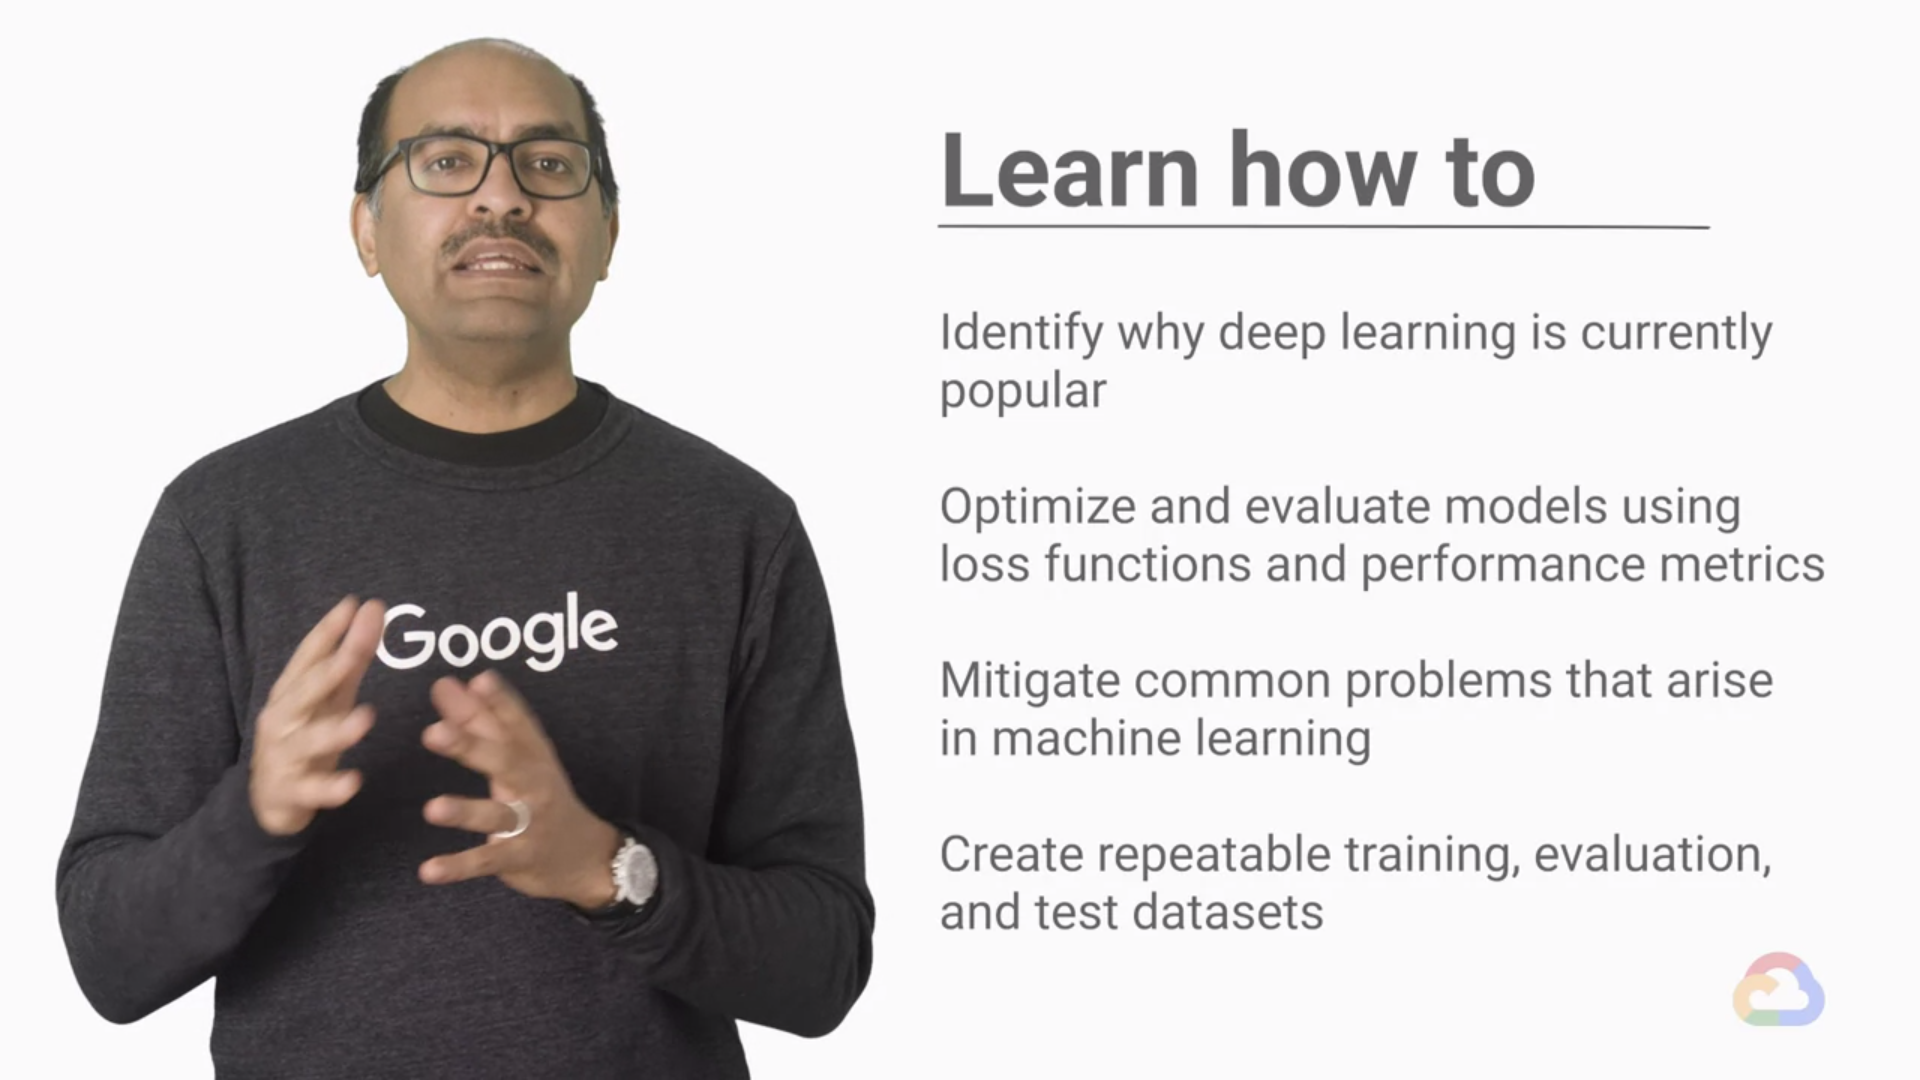 Learn how to
Identify why deep learning is currently
popular
Optimize and evaluate models using
loss functions and performance metrics
Mitigate common problems that arise
in machine learning
Create repeatable training, evaluation,
and test datasets
Google